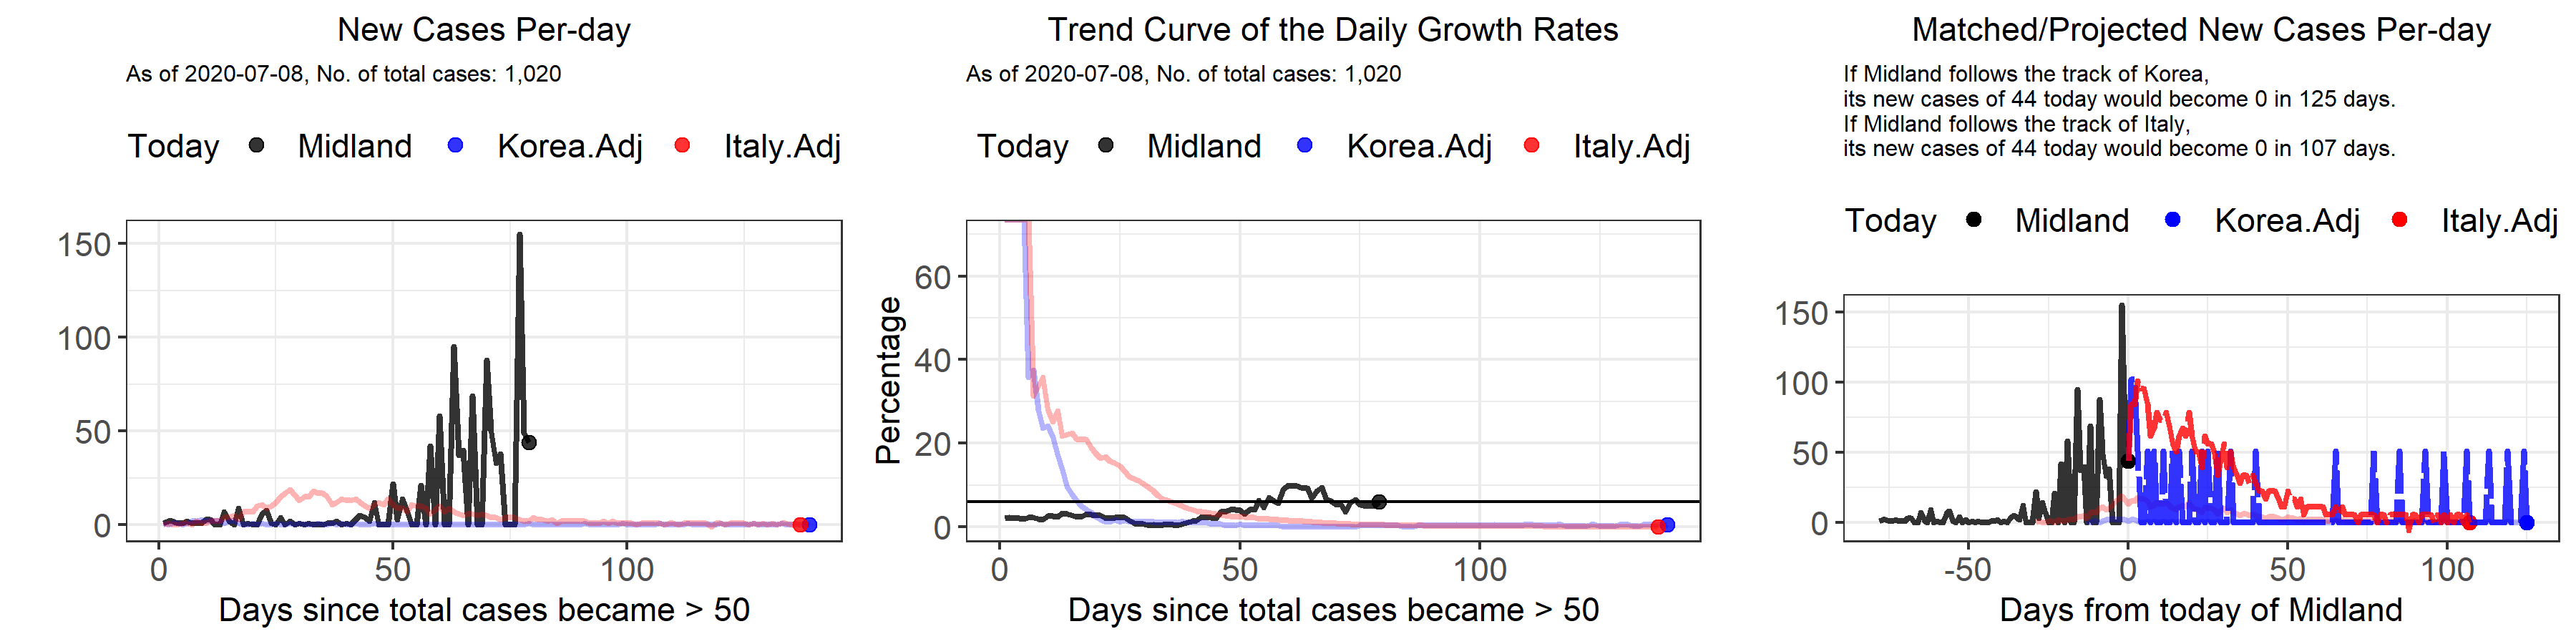 New Cases Per-day
As of 2020-07-08, No. of total cases: 1,020
Today Midland Korea.Adj Italy.Adj
150
100
50
0
0 50 100
Days since total cases became > 50
Trend Curve of the Daily Growth Rates
As of 2020-07-08, No. of total cases: 1,020
Today Midland Korea.Adj Italy.Adj
Percentage
60
40
20
0
0 50 100
Days since total cases became > 50
Matched/Projected New Cases Per-day
If Midland follows the track of Korea,
its new cases of 44 today would become 0 in 125 days.
If Midland follows the track of Italy,
its new cases of 44 today would become 0 in 107 days.
Today Midland Korea.Adj Italy.Adj
150
100
50
0
-50 0 50 100
Days from today of Midland